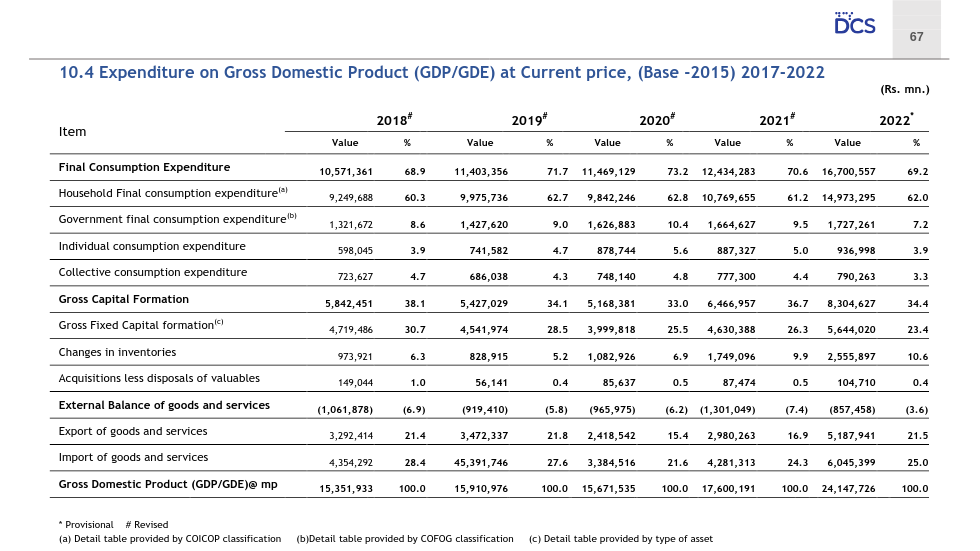 DCS
67
10.4 Expenditure on Gross Domestic Product (GDP/GDE) at Current price, (Base -2015) 2017-2022
(Rs. mn.)
Item 2018# 2019# 2020# 2021# 2022*
Value % Value % Value % Value % Value %
Final Consumption Expenditure 10,571,361 68.9 11,403,356 71.7 11,469,129 73.2 12,434,283 70.6 16,700,557 69.2
Household Final consumption expenditure(a) 9,249,688 60.3 9,975,736 62.7 9,842,246 62.8 10,769,655 61.2 14,973,295 62.0
Government final consumption expenditure(b) 1,321,672 8.6 1,427,620 9.0 1,626,883 10.4 1,664,627 9.5 1,727,261 7.2
Individual consumption expenditure 598,045 3.9 741,582 4.7 878,744 5.6 887,327 5.0 936,998 3.9
Collective consumption expenditure 723,627 4.7 686,038 4.3 748,140 4.8 777,300 4.4 790,263 3.3
Gross Capital Formation 5,842,451 38.1 5,427,029 34.1 5,168,381 33.0 6,466,957 36.7 8,304,627 34.4
Gross Fixed Capital formation(c) 4,719,486 30.7 4,541,974 28.5 3,999,818 25.5 4,630,388 26.3 5,644,020 23.4
Changes in inventories 973,921 6.3 828,915 5.2 1,082,926 6.9 1,749,096 9.9 2,555,897 10.6
Acquisitions less disposals of valuables 149,044 1.0 56,141 0.4 85,637 0.5 87,474 0.5 104,710 0.4
External Balance of goods and services (1,061,878) (6.9) (919,410) (5.8) (965,975) (6.2) (1,301,049) (7.4) (857,458) (3.6)
Export of goods and services 3,292,414 21.4 3,472,337 21.8 2,418,542 15.4 2,980,263 16.9 5,187,941 21.5
Import of goods and services 4,354,292 28.4 45,391,746 27.6 3,384,516 21.6 4,281,313 24.3 6,045,399 25.0
Gross Domestic Product (GDP/GDE)@ mp 15,351,933 100.0 15,910,976 100.0 15,671,535 100.0 17,600,191 100.0 24,147,726 100.0
* Provisional # Revised
(a) Detail table provided by COICOP classification (b)Detail table provided by COFOG classification (c) Detail table provided by type of asset